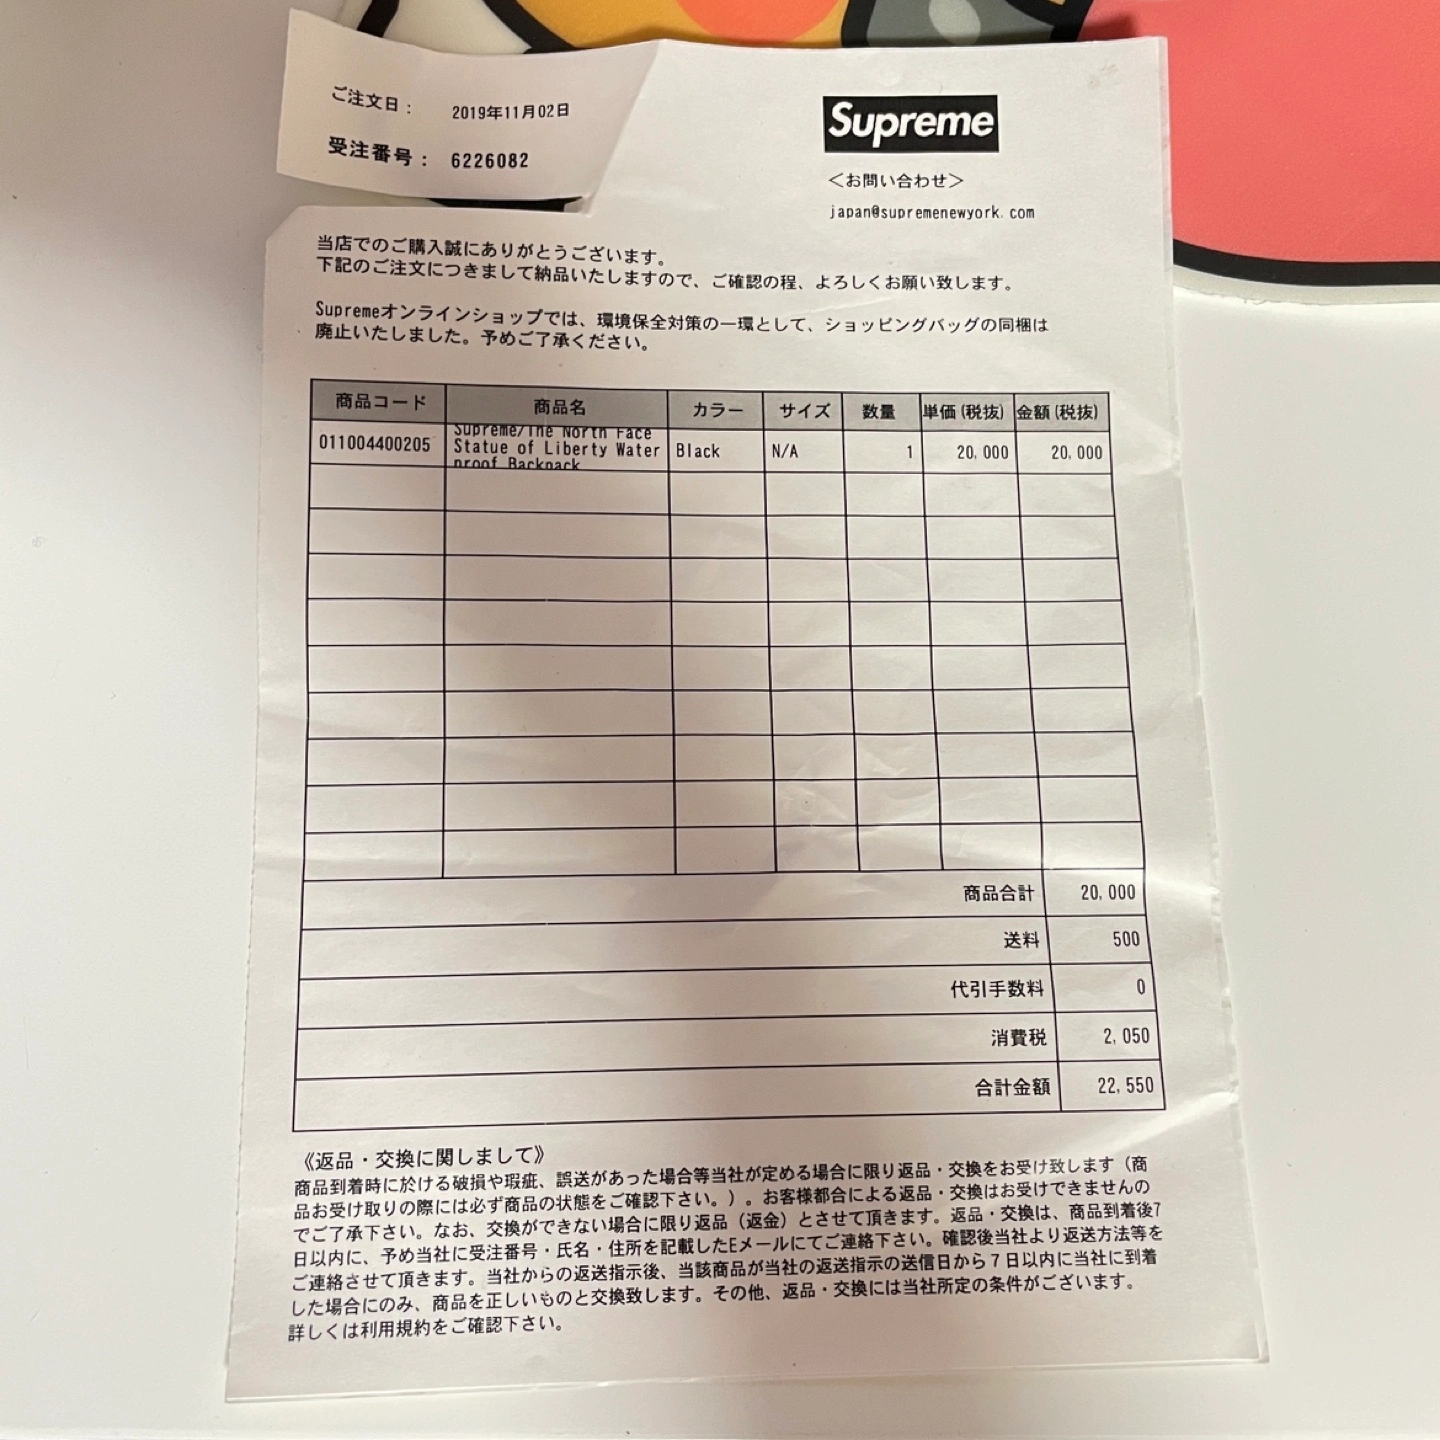 ご注文日： 2019年11月02日
受注番号： 6226082
Supreme
＜お問い合わせ＞
japan@supremenewyork.com
当店でのご購入誠にありがとうございます。
下記のご注文につきまして納品いたしますので、ご確認の程、よろしくお願い致します。
Supremeオンラインショップでは、環境保全対策の一環として、ショッピングバッグの同梱は
廃止いたしました。予めご了承ください。
商品コード 商品名 カラー サイズ 数量 単価(税抜) 金額(税抜)
Supreme/The North Face
011004400205 Statue of Liberty Water Black N/A 1 20,000 20,000
proof Backpack
商品合計 20,000
送料 500
代引手数料 0
消費税 2,050
合計金額 22,550
《返品・交換に関しまして》
商品到着時に於ける破損や瑕疵、誤送があった場合等当社が定める場合に限り返品・交換をお受け致します（商
品お受け取りの際には必ず商品の状態をご確認下さい。）。お客様都合による返品・交換はお受けできませんの
でご了承下さい。なお、交換ができない場合に限り返品（返金）とさせて頂きます。返品・交換は、商品到着後7
日以内に、予め当社に受注番号・氏名・住所を記載したEメールにてご連絡下さい。確認後当社より返送方法等を
ご連絡させて頂きます。当社からの返送指示後、当該商品が当社の返送指示の送信日から７日以内に当社に到着
した場合にのみ、商品を正しいものと交換致します。その他、返品・交換には当社所定の条件がございます。
詳しくは利用規約をご確認下さい。